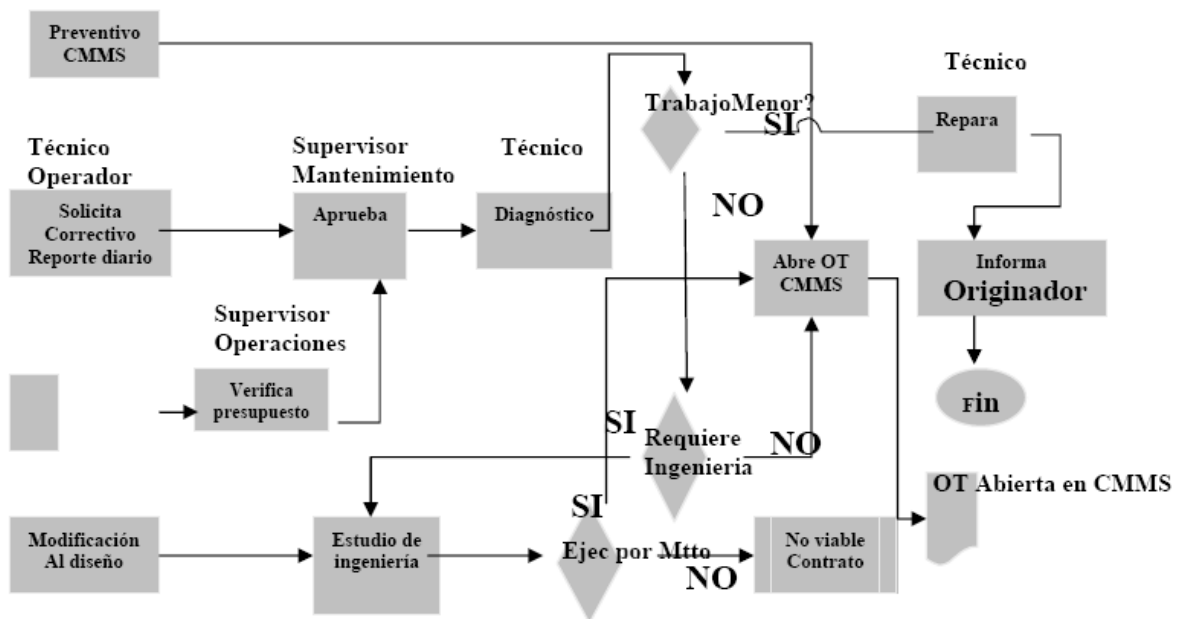 Preventivo
CMMS
Técnico
TrabajoMenor?
SI
Repara
Técnico
Operador
Supervisor
Mantenimiento
Técnico
Solicita
Correctivo
Reporte diario
Aprueba
Diagnóstico
NO
Abre OT
CMMS
Informa
Originador
Supervisor
Operaciones
Verifica
presupuesto
Fin
SI
Requiere
Ingenieria
NO
OT Abierta en CMMS
SI
Modificación
Al diseño
Estudio de
ingeniería
Ejec por Mtto
NO
No viable
Contrato